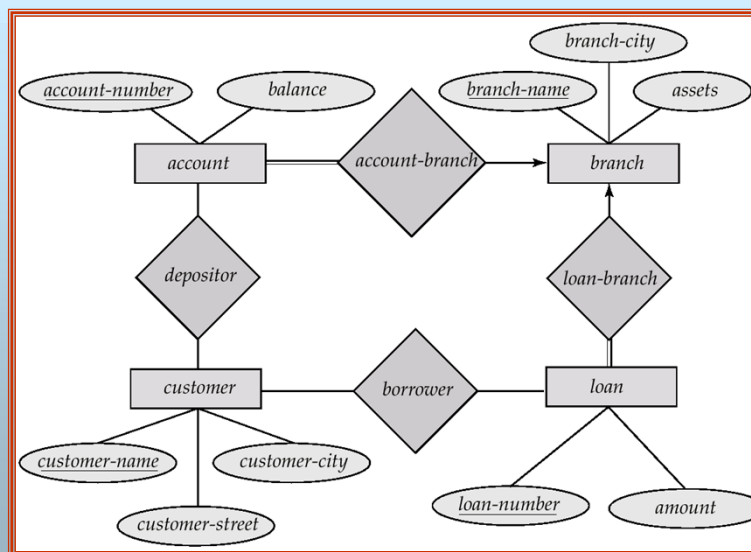 branch-city
account-number
balance
branch-name
assets
account
account-branch
branch
depositor
loan-branch
customer
borrower
loan
customer-name
customer-city
customer-street
loan-number
amount